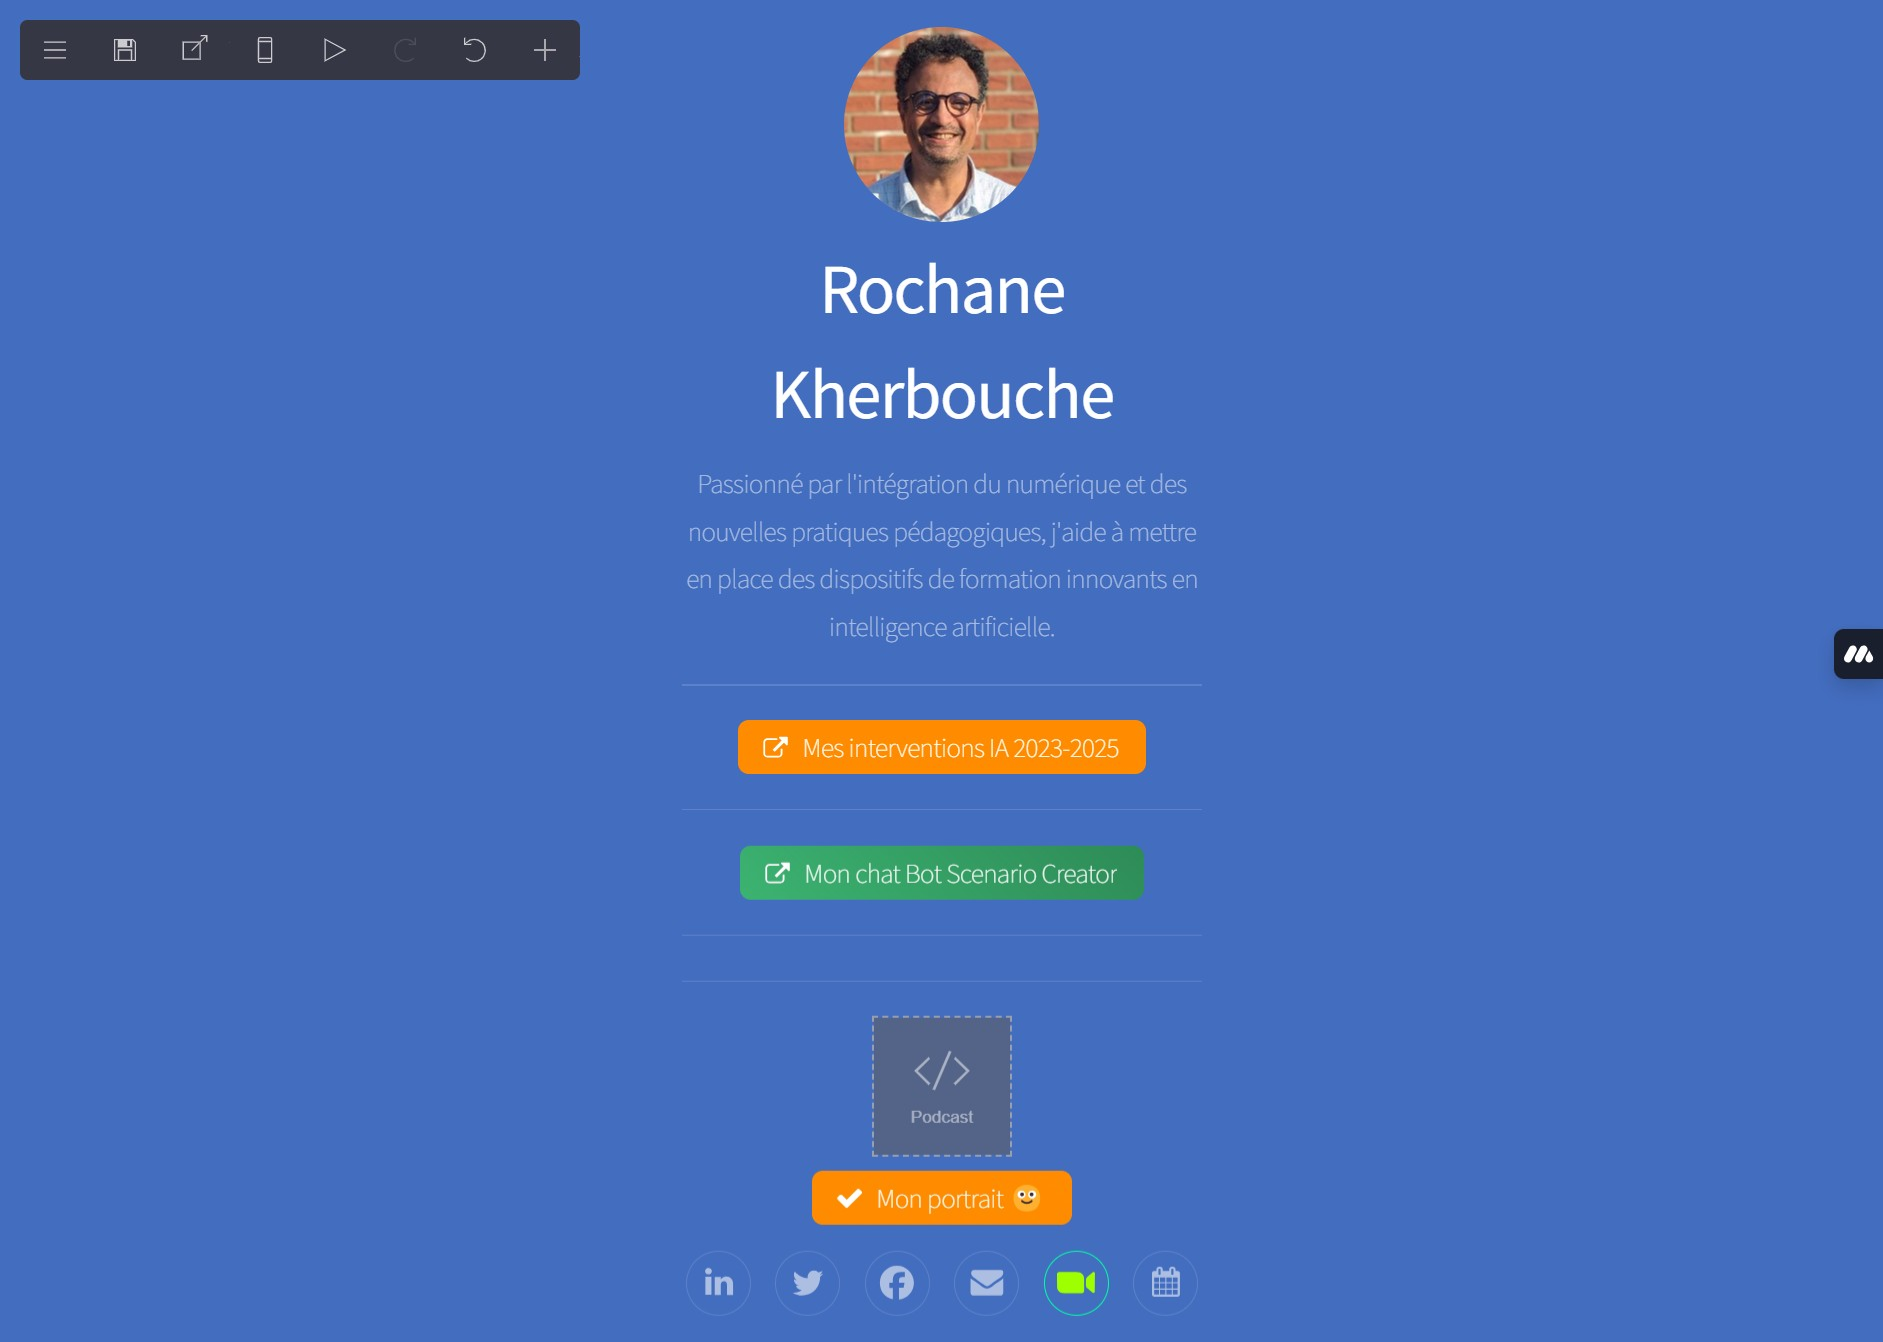 Rochane
Kherbouche
Passionné par l'intégration du numérique et des
nouvelles pratiques pédagogiques, j'aide à mettre
en place des dispositifs de formation innovants en
intelligence artificielle.
Mes interventions IA 2023-2025
Mon chat Bot Scenario Creator
</>
Podcast
Mon portrait